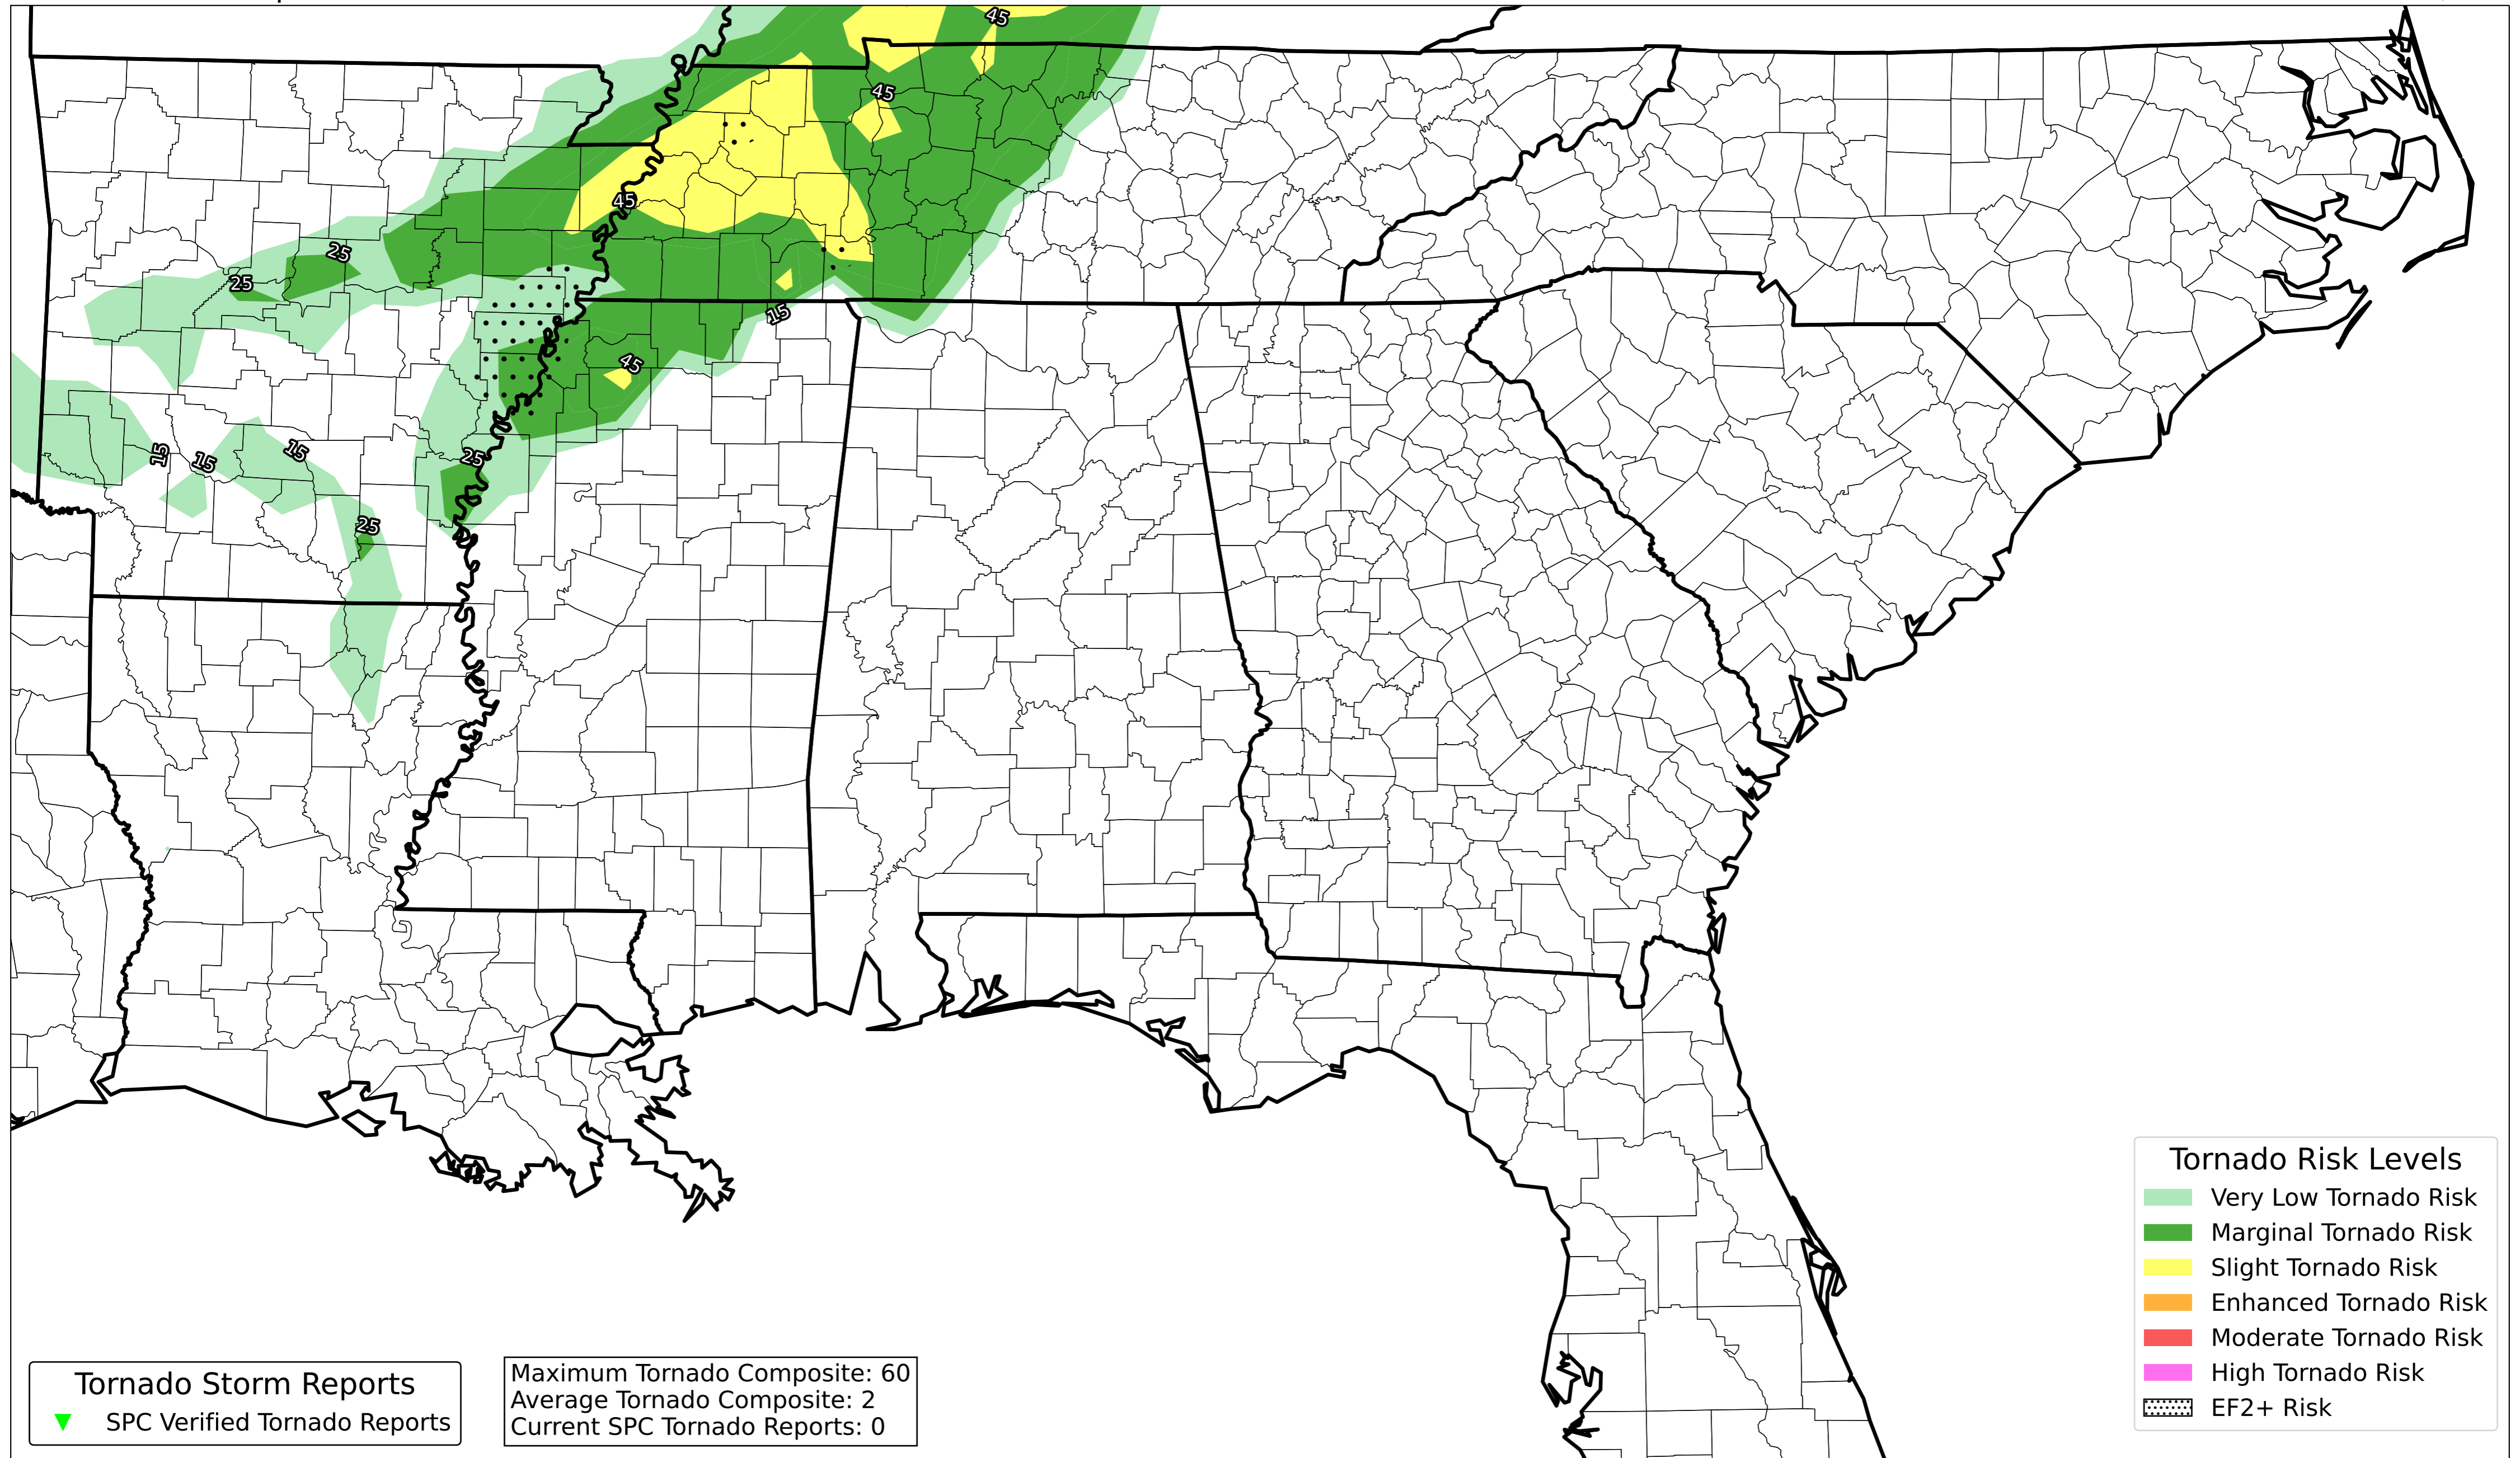 45
45
45
25
25
15
45
15
15
15
25
25
Tornado Risk Levels
Very Low Tornado Risk
Marginal Tornado Risk
Slight Tornado Risk
Enhanced Tornado Risk
Moderate Tornado Risk
High Tornado Risk
EF2+ Risk
Tornado Storm Reports
SPC Verified Tornado Reports
Maximum Tornado Composite: 60
Average Tornado Composite: 2
Current SPC Tornado Reports: 0